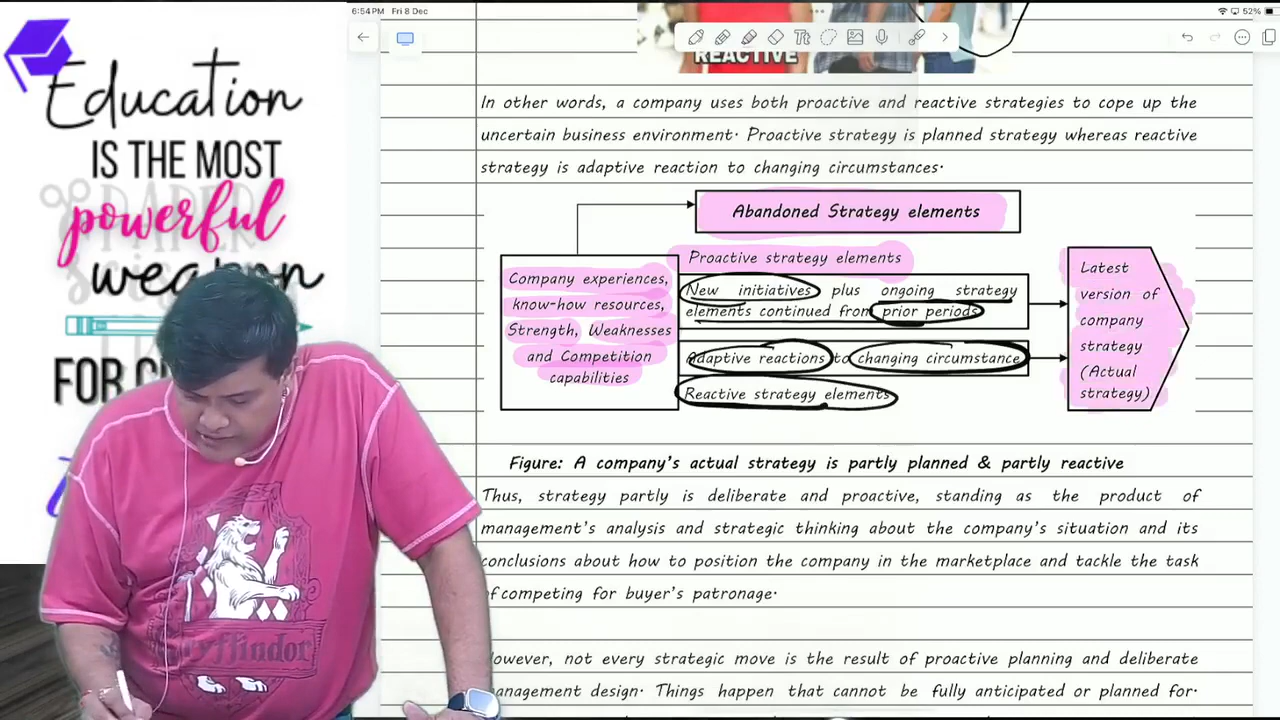 6:54PM Fri 8 Dec
52%
Education
IS THE MOST
powerful
weapon
FOR
REACTIVE
In other words, a company uses both proactive and reactive strategies to cope up the
uncertain business environment. Proactive strategy is planned strategy whereas reactive
strategy is adaptive reaction to changing circumstances.
Abandoned Strategy elements
Proactive strategy elements
Company experiences,
know-how resources,
Strength, Weaknesses
and Competition
capabilities
New initiatives plus ongoing strategy
elements continued from prior periods
Adaptive reactions to changing circumstance
Reactive strategy elements
Latest
version of
company
strategy
(Actual
strategy)
Figure: A company's actual strategy is partly planned & partly reactive
Thus, strategy partly is deliberate and proactive, standing as the product of
management's analysis and strategic thinking about the company's situation and its
conclusions about how to position the company in the marketplace and tackle the task
of competing for buyer's patronage.
However, not every strategic move is the result of proactive planning and deliberate
management design. Things happen that cannot be fully anticipated or planned for.
Gryffindor